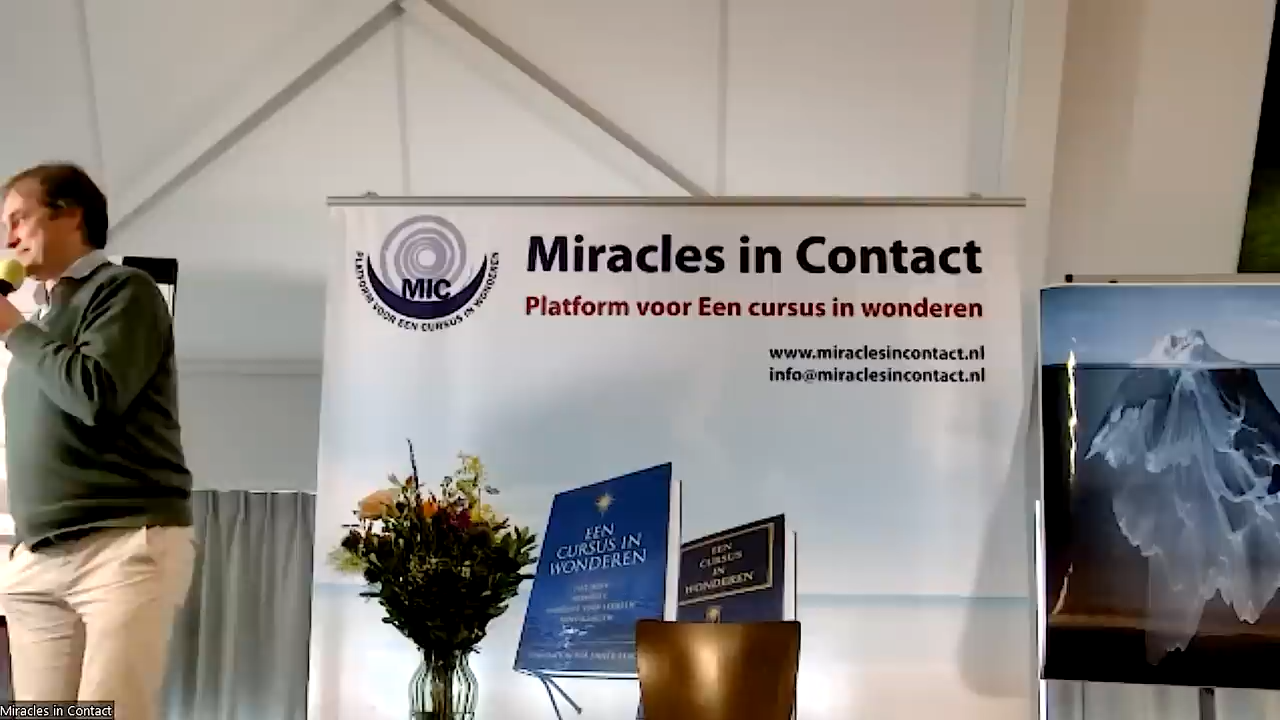 Miracles in Contact
Platform voor Een cursus in wonderen
www.miraclesincontact.nl
info@miraclesincontact.nl
MIC
PLATFORM VOOR EEN CURSUS IN WONDEREN
EEN
CURSUS IN
WONDEREN
EEN
CURSUS
IN
WONDEREN
Miracles in Contact